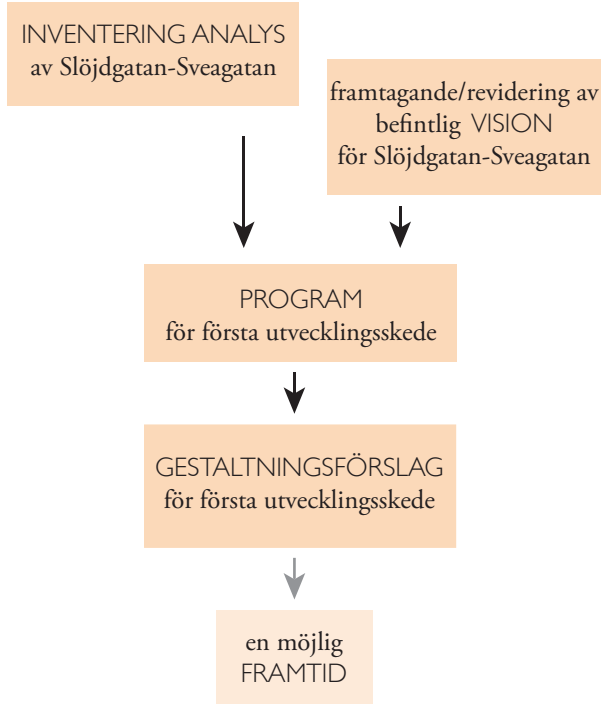 INVENTERING ANALYS
av Slöjdgatan-Sveagatan
framtagande/revidering av
befintlig VISION
för Slöjdgatan-Sveagatan
PROGRAM
för första utvecklingsskede
GESTALTNINGSFÖRSLAG
för första utvecklingsskede
en möjlig
FRAMTID